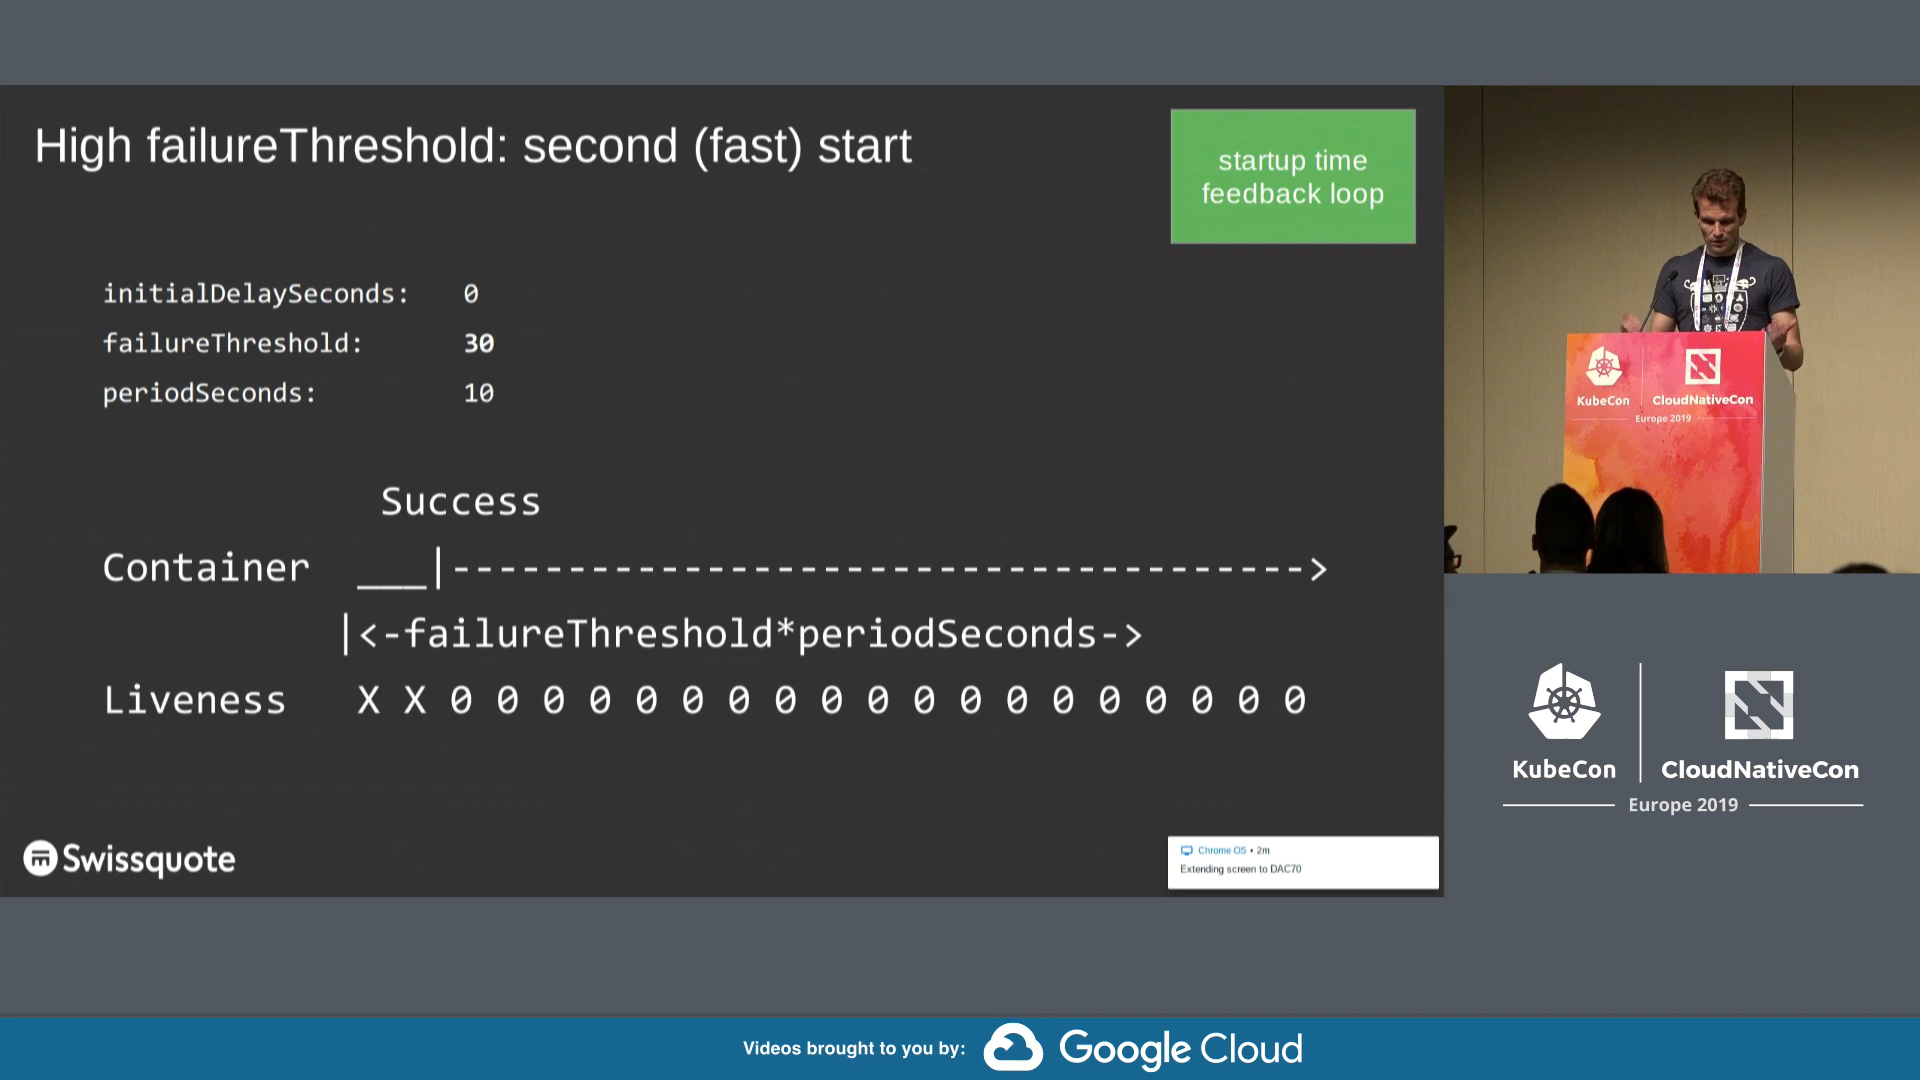 High failureThreshold: second (fast) start
startup time
feedback loop
initialDelaySeconds: 0
failureThreshold: 30
periodSeconds: 10
Success
Container ___|------------------------------------->
|<-failureThreshold*periodSeconds->
Liveness X X 0 0 0 0 0 0 0 0 0 0 0 0 0 0 0 0 0 0 0
Swissquote
Chrome OS • 2m
Extending screen to DAC70
KubeCon
CloudNativeCon
Europe 2019
KubeCon
CloudNativeCon
Europe 2019
Videos brought to you by:
Google Cloud